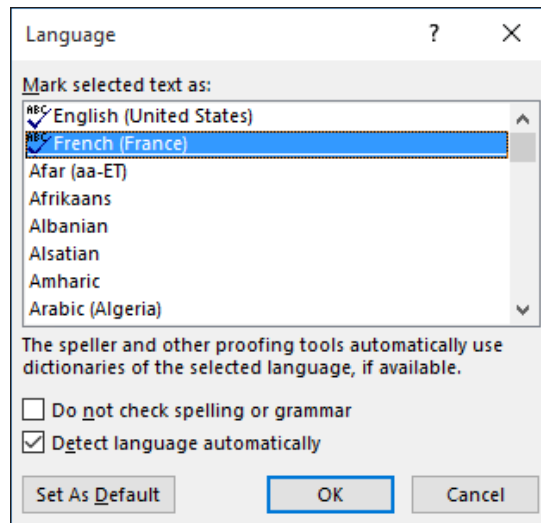 Language ?
Mark selected text as:
English (United States)
French (France)
Afar (aa-ET)
Afrikaans
Albanian
Alsatian
Amharic
Arabic (Algeria)
The speller and other proofing tools automatically use
dictionaries of the selected language, if available.
Do not check spelling or grammar
Detect language automatically
Set As Default OK Cancel